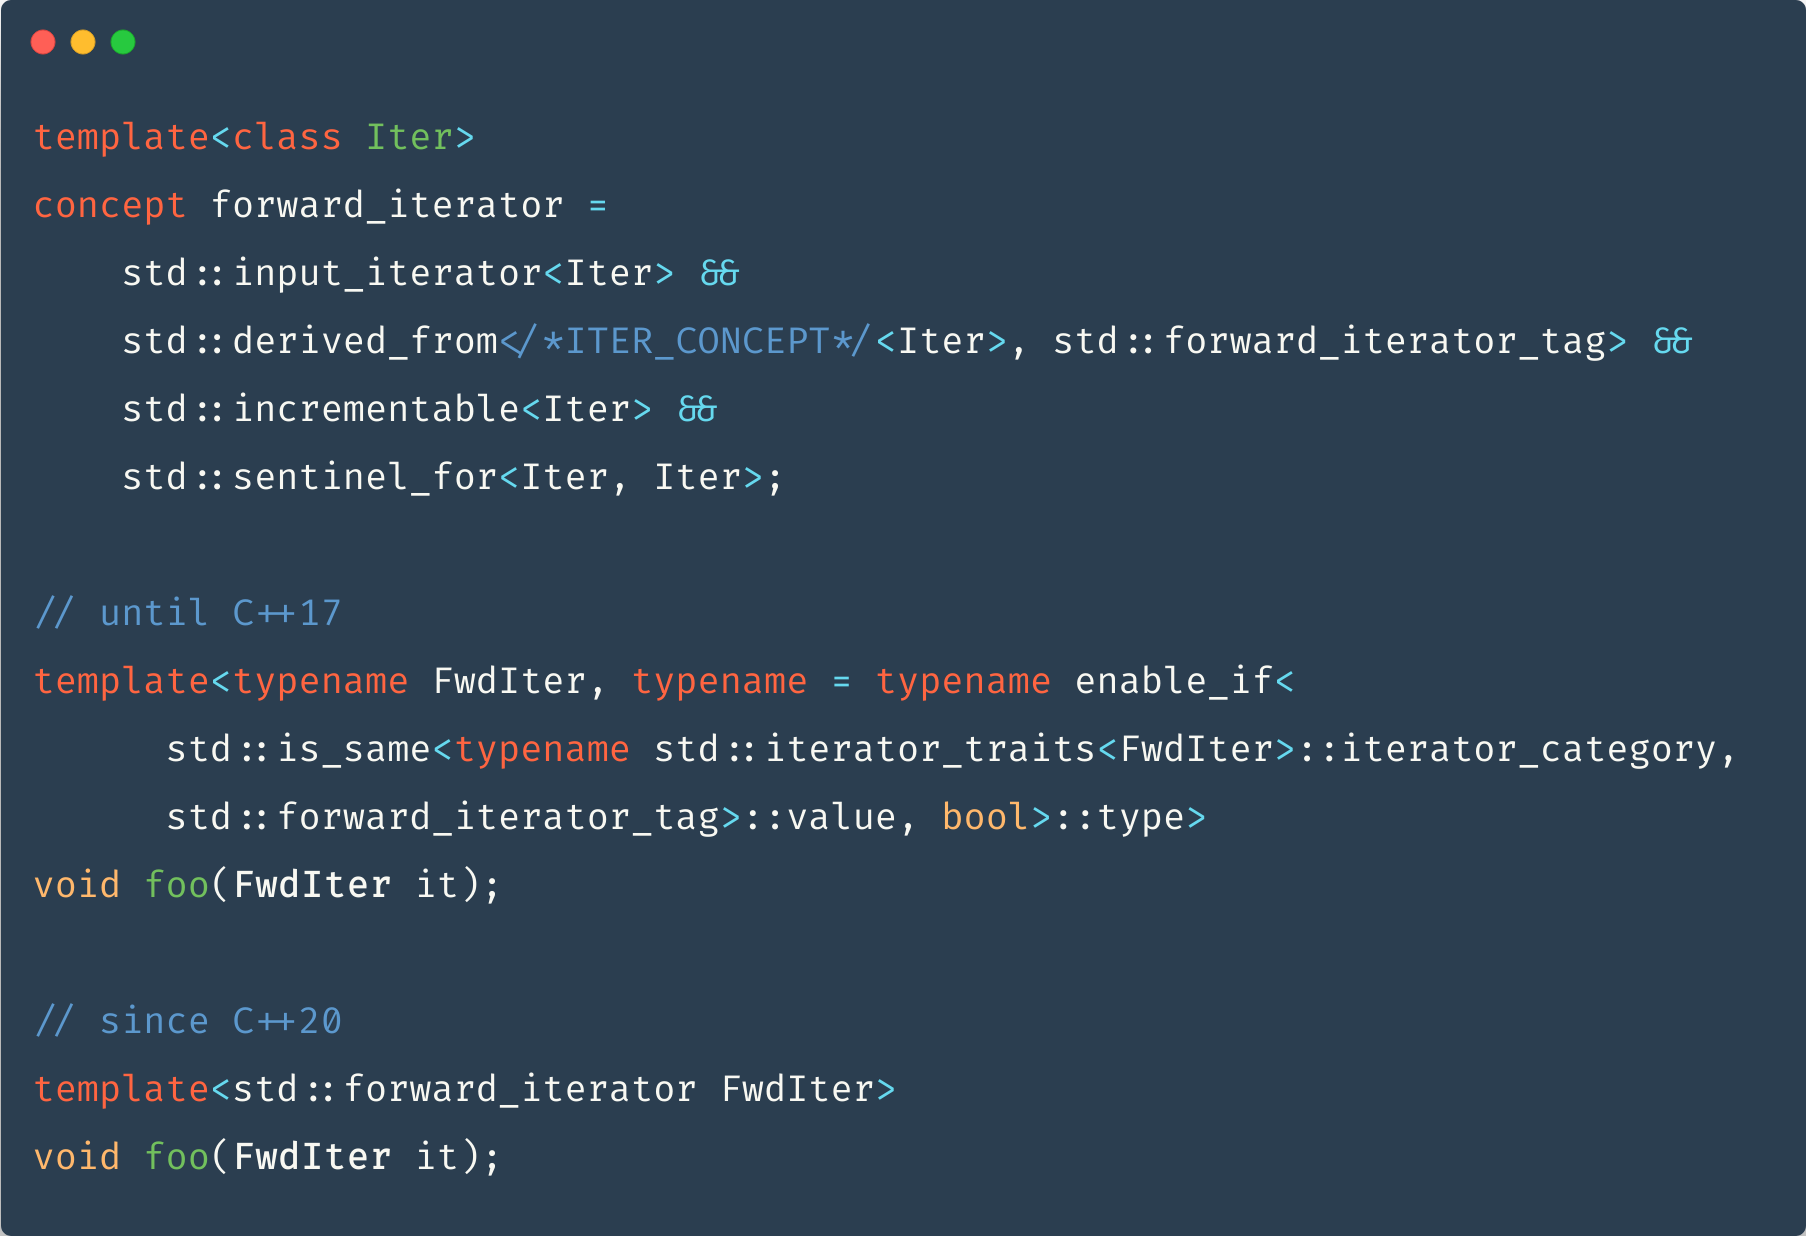 template<class Iter>
concept forward_iterator =
    std::input_iterator<Iter> &&
    std::derived_from</*ITER_CONCEPT*/<Iter>, std::forward_iterator_tag> &&
    std::incrementable<Iter> &&
    std::sentinel_for<Iter, Iter>;
// until C++17
template<typename FwdIter, typename = typename enable_if<
      std::is_same<typename std::iterator_traits<FwdIter>::iterator_category,
      std::forward_iterator_tag>::value, bool>::type>
void foo(FwdIter it);
// since C++20
template<std::forward_iterator FwdIter>
void foo(FwdIter it);